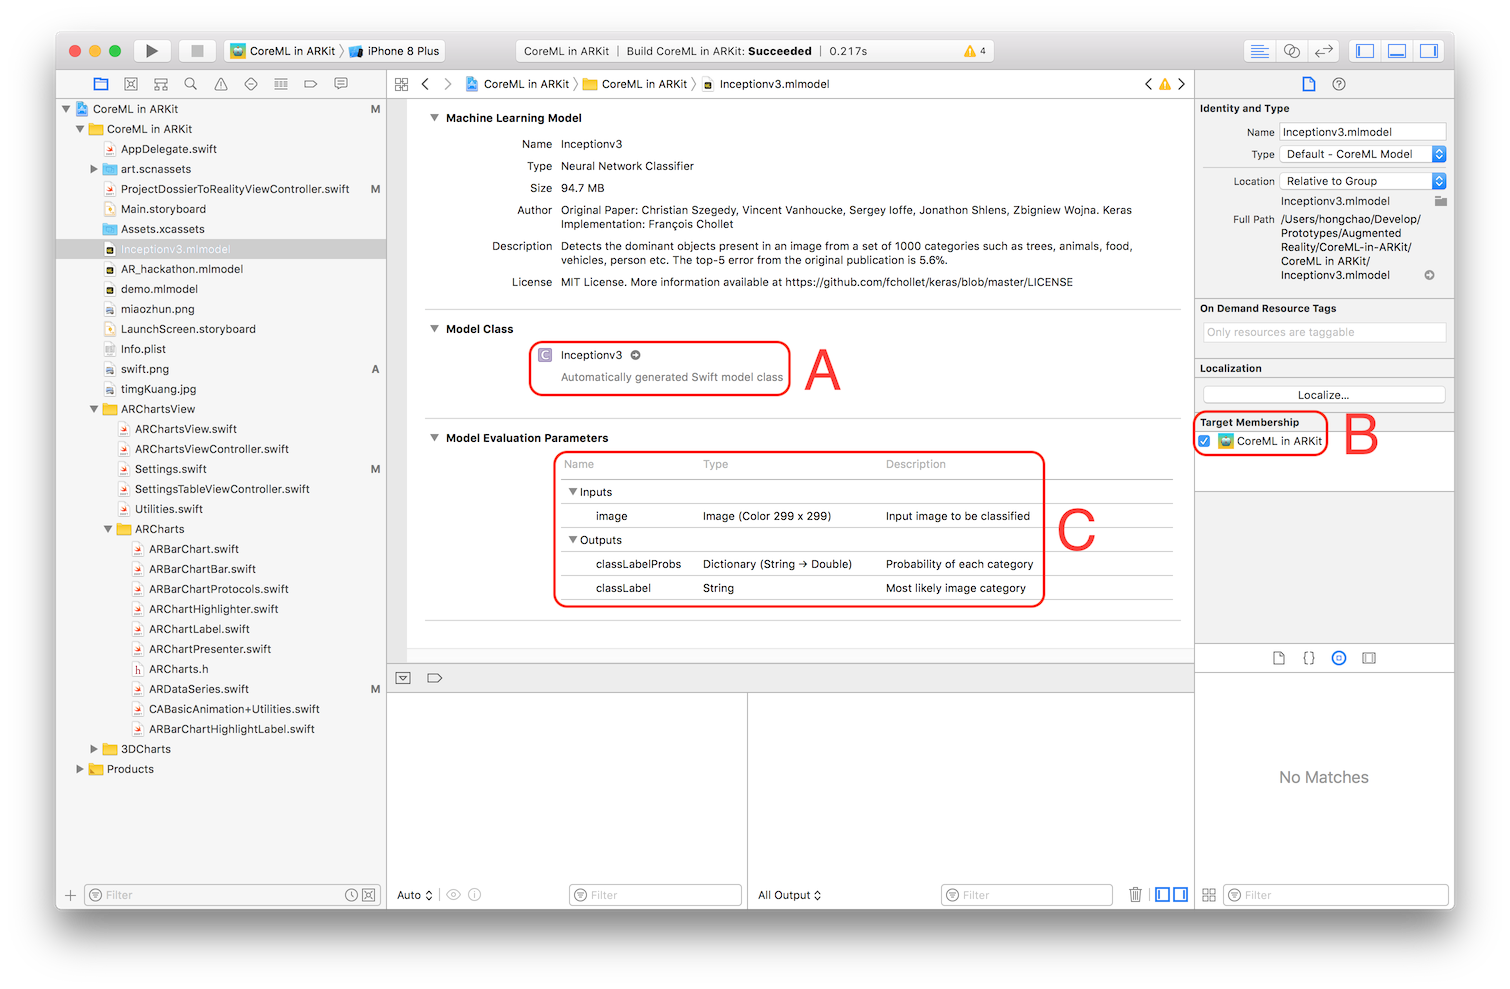 CoreML in ARKit iPhone 8 Plus
CoreML in ARKit | Build CoreML in ARKit: Succeeded | 0.217s 4
CoreML in ARKit M
CoreML in ARKit
AppDelegate.swift
art.scnassets
ProjectDossierToRealityViewController.swift M
Main.storyboard
Assets.xcassets
Inceptionv3.mlmodel
AR_hackathon.mlmodel
demo.mlmodel
miaozhun.png
LaunchScreen.storyboard
Info.plist
swift.png A
timgKuang.jpg
ARChartsView
ARChartsView.swift
ARChartsViewController.swift
Settings.swift M
SettingsTableViewController.swift
Utilities.swift
ARCharts
ARBarChart.swift
ARBarChartBar.swift
ARBarChartProtocols.swift
ARChartHighlighter.swift
ARChartLabel.swift
ARChartPresenter.swift
h ARCharts.h
ARDataSeries.swift M
CABasicAnimation+Utilities.swift
ARBarChartHighlightLabel.swift
3DCharts
Products
Filter
CoreML in ARKit CoreML in ARKit Inceptionv3.mlmodel
Machine Learning Model
Name Inceptionv3
Type Neural Network Classifier
Size 94.7 MB
Author Original Paper: Christian Szegedy, Vincent Vanhoucke, Sergey Ioffe, Jonathon Shlens, Zbigniew Wojna. Keras
Implementation: François Chollet
Description Detects the dominant objects present in an image from a set of 1000 categories such as trees, animals, food,
vehicles, person etc. The top-5 error from the original publication is 5.6%.
License MIT License. More information available at https://github.com/fchollet/keras/blob/master/LICENSE
Model Class
C Inceptionv3
Automatically generated Swift model class
A
Model Evaluation Parameters
Name Type Description
Inputs
image Image (Color 299 x 299) Input image to be classified
Outputs
classLabelProbs Dictionary (String → Double) Probability of each category
classLabel String Most likely image category
C
Auto Filter
All Output Filter
Identity and Type
Name Inceptionv3.mlmodel
Type Default - CoreML Model
Location Relative to Group
Inceptionv3.mlmodel
Full Path /Users/hongchao/Develop/
Prototypes/Augmented
Reality/CoreML-in-ARKit/
CoreML in ARKit/
Inceptionv3.mlmodel
On Demand Resource Tags
Only resources are taggable
Localization
Localize...
Target Membership
CoreML in ARKit
B
{}
No Matches
Filter